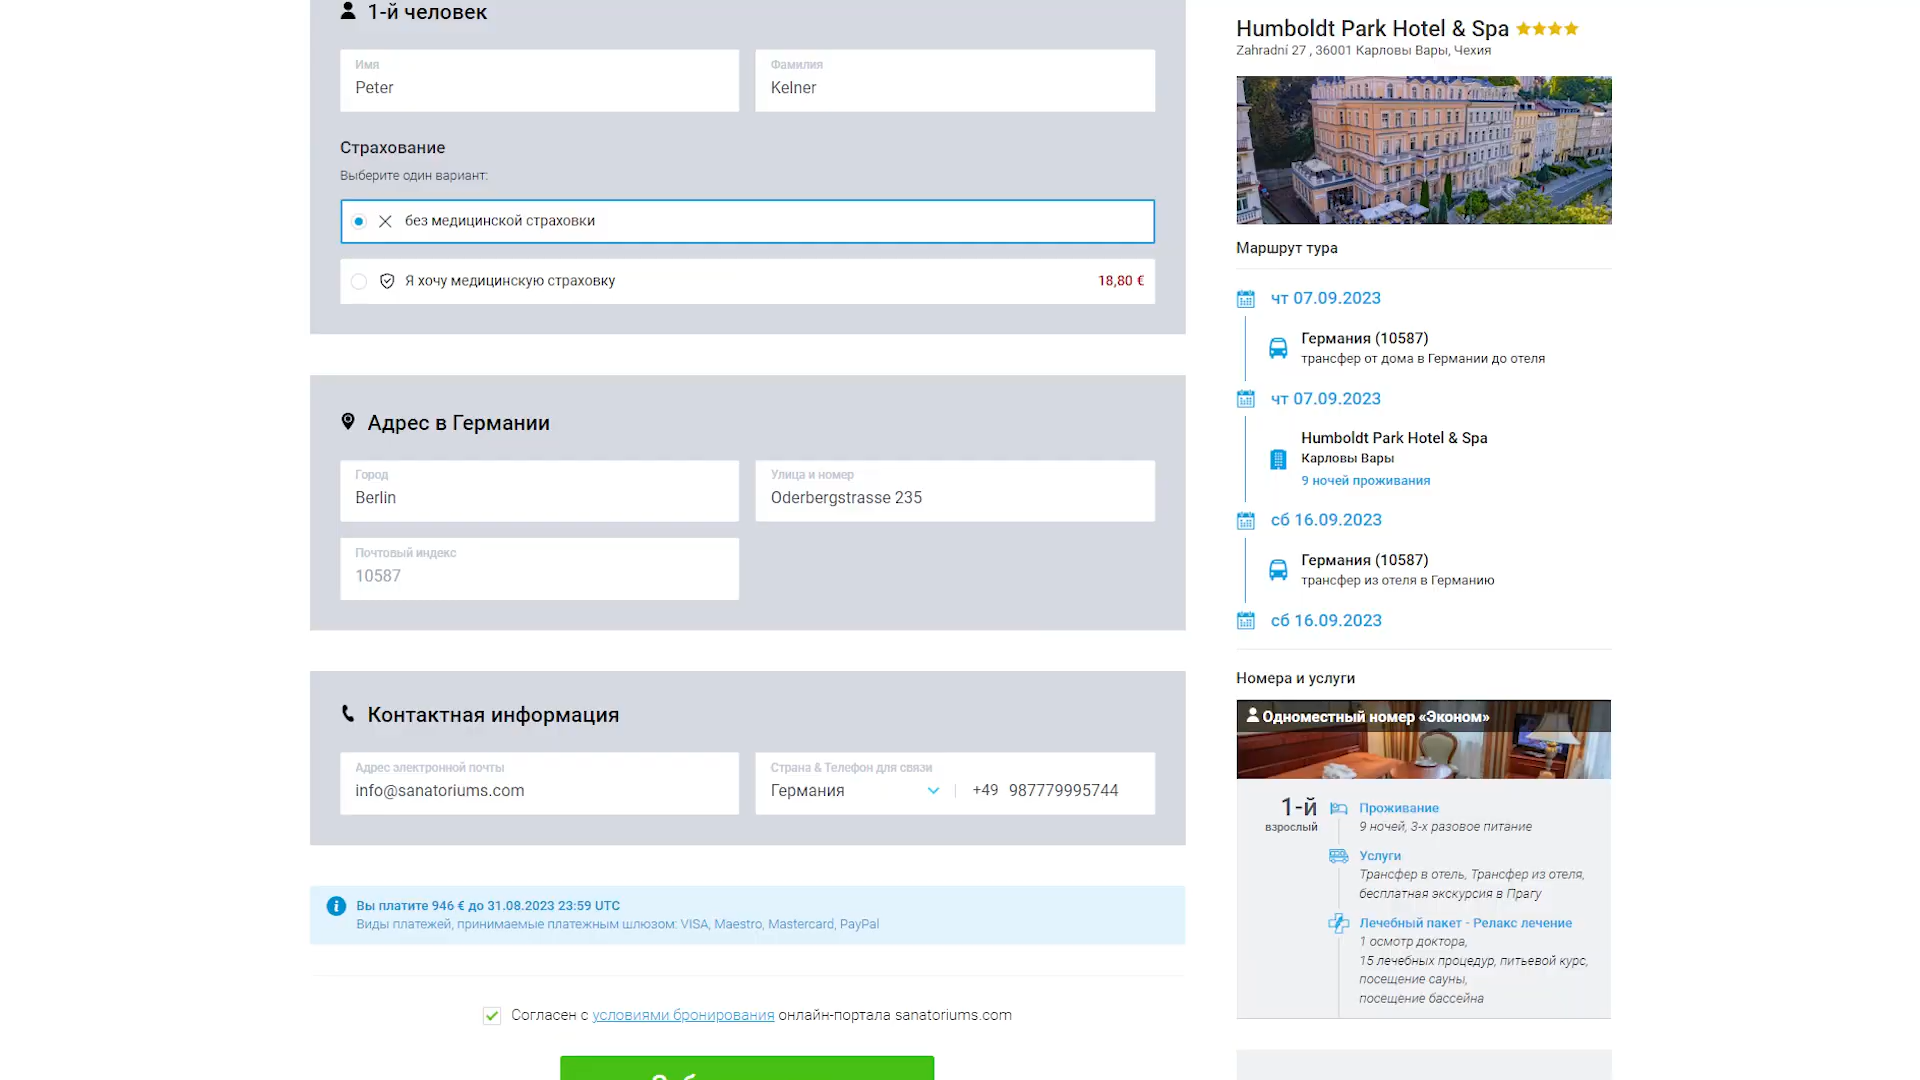 1-й человек
Имя
Peter
Фамилия
Kelner
Страхование
Выберите один вариант:
без медицинской страховки
Я хочу медицинскую страховку
18,80 €
Адрес в Германии
Город
Berlin
Улица и номер
Oderbergstrasse 235
Почтовый индекс
10587
Контактная информация
Адрес электронной почты
info@sanatoriums.com
Страна & Телефон для связи
Германия
+49 987779995744
Вы платите 946 € до 31.08.2023 23:59 UTC
Виды платежей, принимаемые платежным шлюзом: VISA, Maestro, Mastercard, PayPal
Согласен с условиями бронирования онлайн-портала sanatoriums.com
Humboldt Park Hotel & Spa
Zahradní 27 , 36001 Карловы Вары, Чехия
Маршрут тура
чт 07.09.2023
Германия (10587)
трансфер от дома в Германии до отеля
чт 07.09.2023
Humboldt Park Hotel & Spa
Карловы Вары
9 ночей проживания
сб 16.09.2023
Германия (10587)
трансфер из отеля в Германию
сб 16.09.2023
Номера и услуги
Одноместный номер «Эконом»
1-й
взрослый
Проживание
9 ночей, 3-х разовое питание
Услуги
Трансфер в отель, Трансфер из отеля,
бесплатная экскурсия в Прагу
Лечебный пакет - Релакс лечение
1 осмотр доктора,
15 лечебных процедур, питьевой курс,
посещение сауны,
посещение бассейна